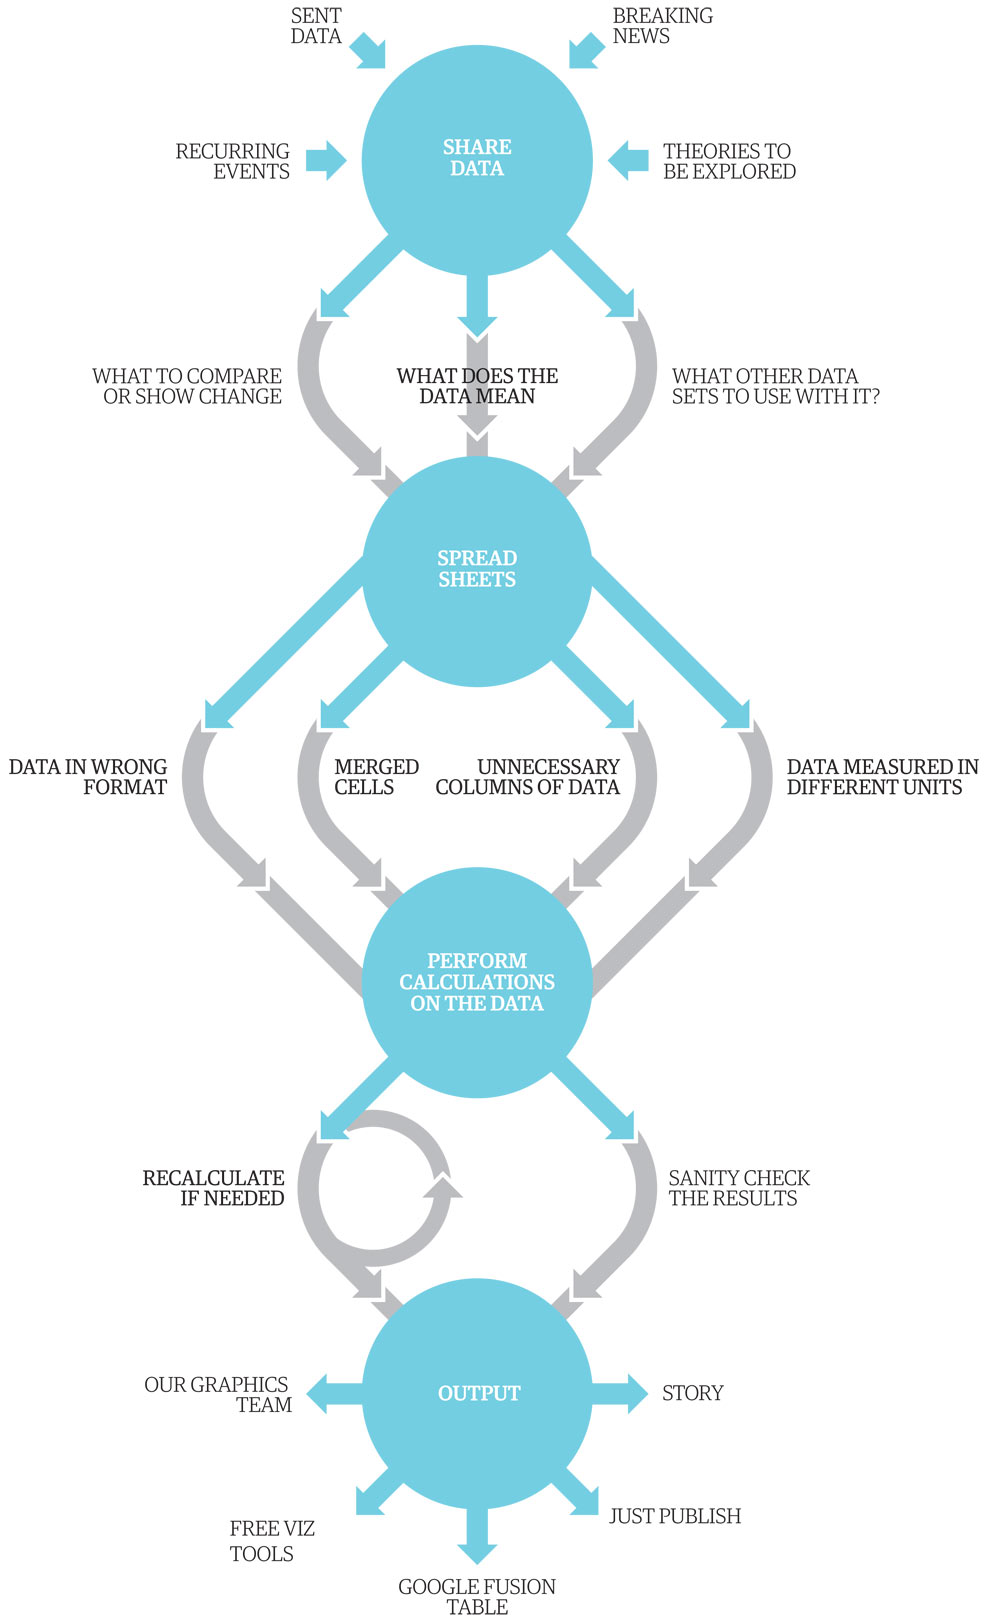 SENT
DATA
BREAKING
NEWS
RECURRING
EVENTS
SHARE
DATA
THEORIES TO
BE EXPLORED
WHAT TO COMPARE
OR SHOW CHANGE
WHAT DOES THE
DATA MEAN
WHAT OTHER DATA
SETS TO USE WITH IT?
SPREAD
SHEETS
DATA IN WRONG
FORMAT
MERGED
CELLS
UNNECESSARY
COLUMNS OF DATA
DATA MEASURED IN
DIFFERENT UNITS
PERFORM
CALCULATIONS
ON THE DATA
RECALCULATE
IF NEEDED
SANITY CHECK
THE RESULTS
OUR GRAPHICS
TEAM
OUTPUT
STORY
FREE VIZ
TOOLS
JUST PUBLISH
GOOGLE FUSION
TABLE